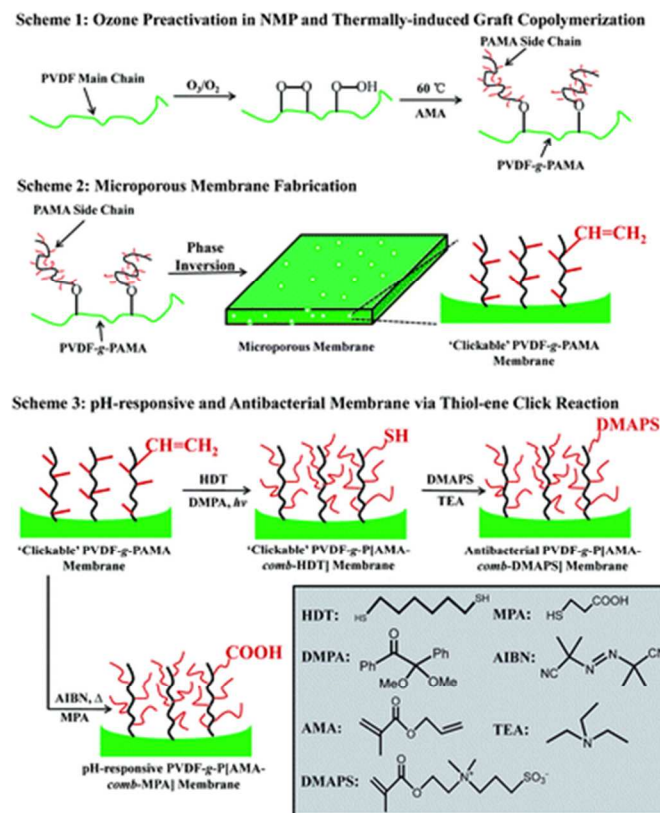 Scheme 1: Ozone Preactivation in NMP and Thermally-induced Graft Copolymerization
PAMA Side Chain
PVDF Main Chain
O3/O2
O-O
O-OH
60 ℃
AMA
O
O
PVDF-g-PAMA
Scheme 2: Microporous Membrane Fabrication
PAMA Side Chain
Phase
Inversion
CH=CH2
O
O
PVDF-g-PAMA
Microporous Membrane
'Clickable' PVDF-g-PAMA
Membrane
Scheme 3: pH-responsive and Antibacterial Membrane via Thiol-ene Click Reaction
CH=CH2
HDT
DMPA, hv
SH
DMAPS
TEA
DMAPS
'Clickable' PVDF-g-PAMA
Membrane
'Clickable' PVDF-g-P[AMA-
comb-HDT] Membrane
Antibacterial PVDF-g-P[AMA-
comb-DMAPS] Membrane
AIBN, Δ
MPA
COOH
pH-responsive PVDF-g-P[AMA-
comb-MPA] Membrane
HDT:
HS
SH
MPA:
HS
COOH
DMPA:
O
Ph
Ph
MeO
OMe
AIBN:
NC
N=N
CN
AMA:
O
O
TEA:
N
DMAPS:
O
O
N+
SO3-